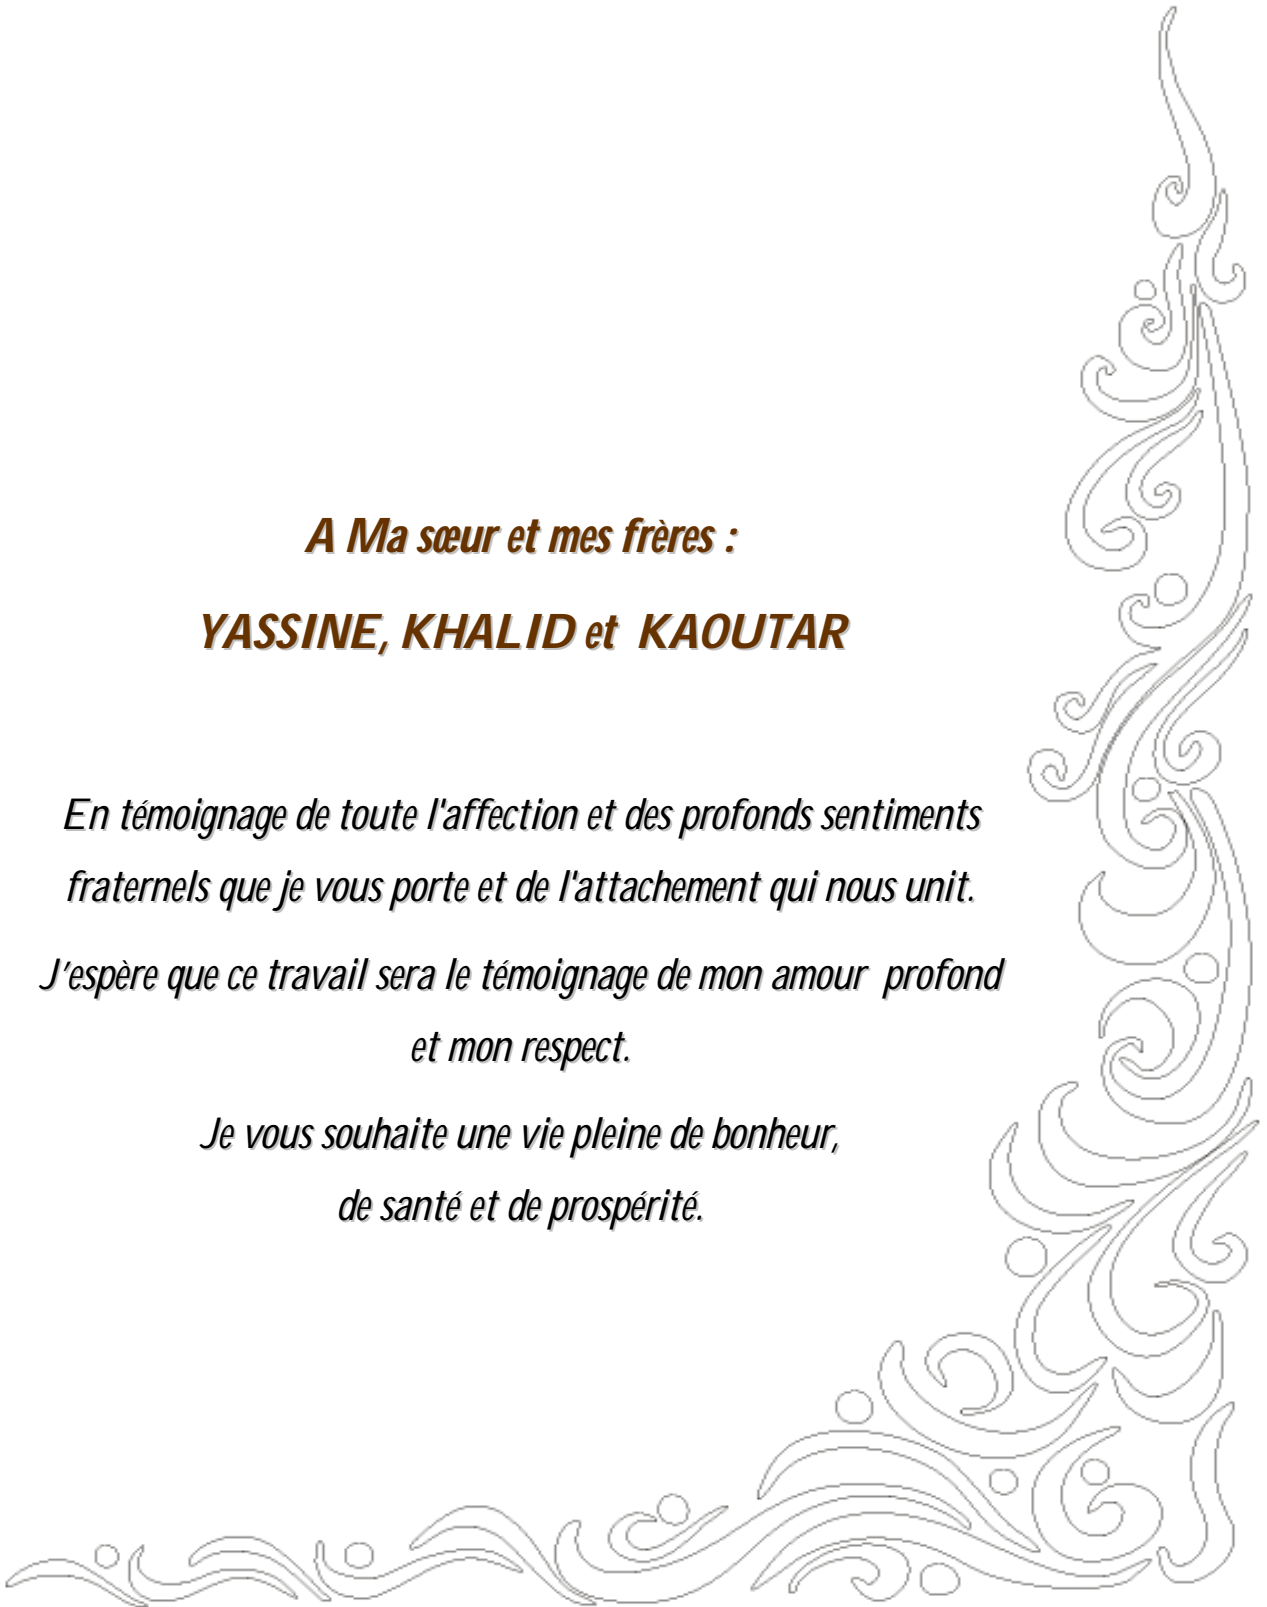 A Ma sœur et mes frères :
YASSINE, KHALID et KAOUTAR
En témoignage de toute l'affection et des profonds sentiments
fraternels que je vous porte et de l'attachement qui nous unit.
J'espère que ce travail sera le témoignage de mon amour profond
et mon respect.
Je vous souhaite une vie pleine de bonheur,
de santé et de prospérité.